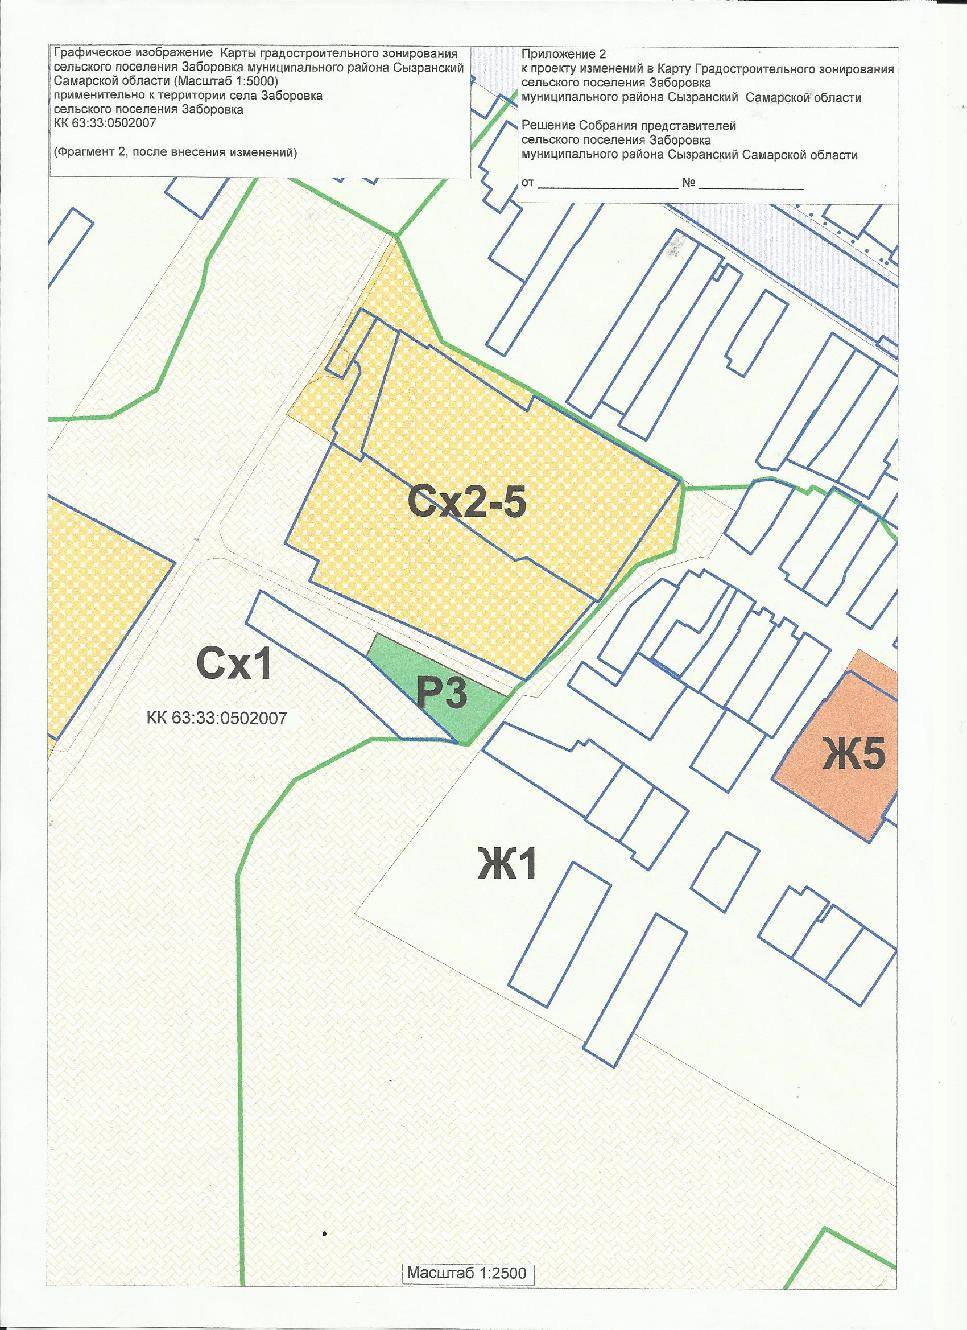 Графическое изображение Карты градостроительного зонирования
сельского поселения Заборовка муниципального района Сызранский
Самарской области (Масштаб 1:5000)
применительно к территории села Заборовка
сельского поселения Заборовка
КК 63:33:0502007
(Фрагмент 2, после внесения изменений)
Приложение 2
к проекту изменений в Карту Градостроительного зонирования
сельского поселения Заборовка
муниципального района Сызранский Самарской области
Решение Собрания представителей
сельского поселения Заборовка
муниципального района Сызранский Самарской области
от ____________________ № _______________
Сх2-5
Сх1
Р3
КК 63:33:0502007
Ж5
Ж1
Масштаб 1:2500